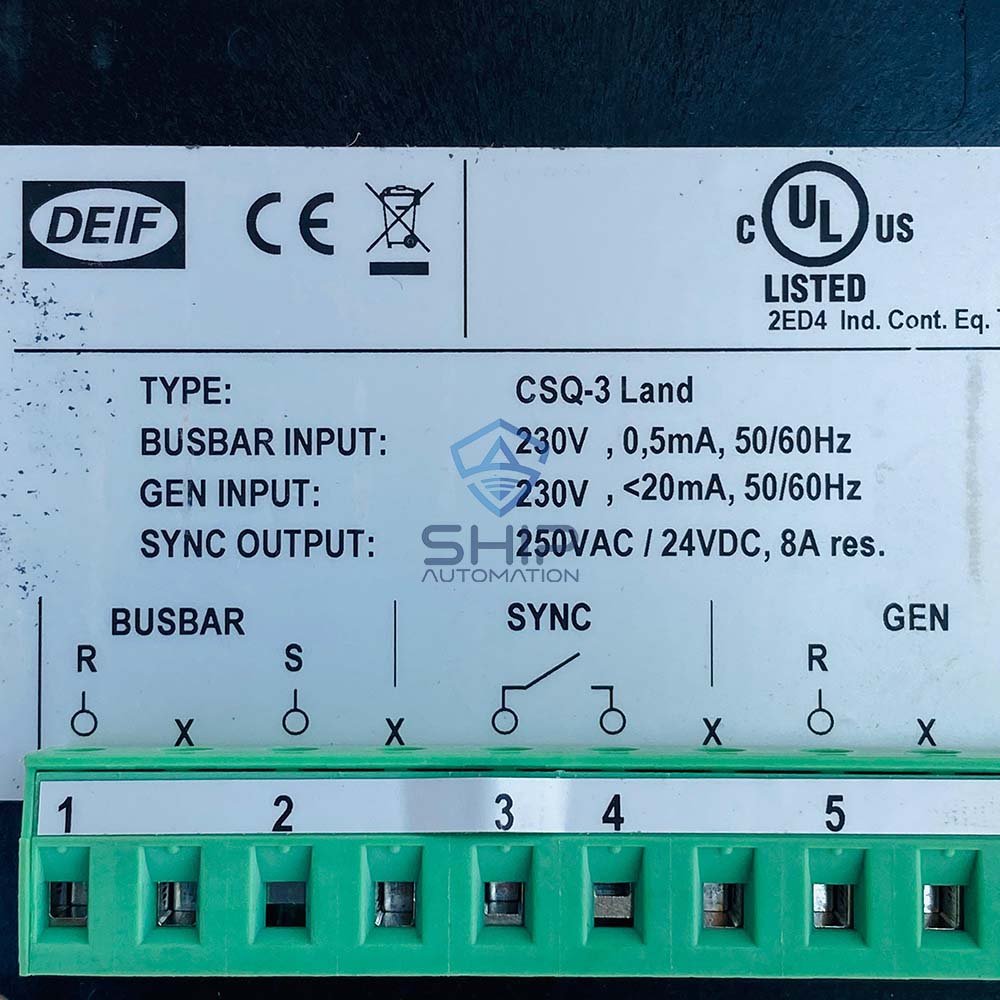 DEIF
CE
C UL US
LISTED
2ED4 Ind. Cont. Eq.
TYPE: CSQ-3 Land
BUSBAR INPUT: 230V , 0,5mA, 50/60Hz
GEN INPUT: 230V , <20mA, 50/60Hz
SYNC OUTPUT: 250VAC / 24VDC, 8A res.
SHIP
AUTOMATION
BUSBAR SYNC GEN
R S R
X X X X
1 2 3 4 5